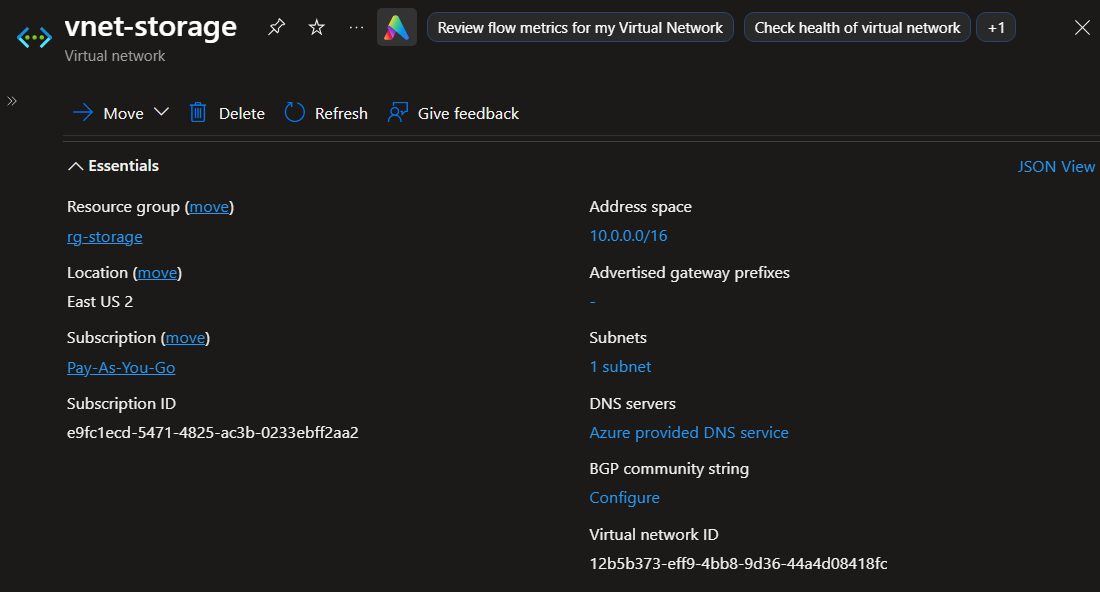 vnet-storage
Virtual network
Review flow metrics for my Virtual Network
Check health of virtual network
+1
Move
Delete
Refresh
Give feedback
Essentials
JSON View
Resource group (move)
rg-storage
Location (move)
East US 2
Subscription (move)
Pay-As-You-Go
Subscription ID
e9fc1ecd-5471-4825-ac3b-0233ebff2aa2
Address space
10.0.0.0/16
Advertised gateway prefixes
-
Subnets
1 subnet
DNS servers
Azure provided DNS service
BGP community string
Configure
Virtual network ID
12b5b373-eff9-4bb8-9d36-44a4d08418fc